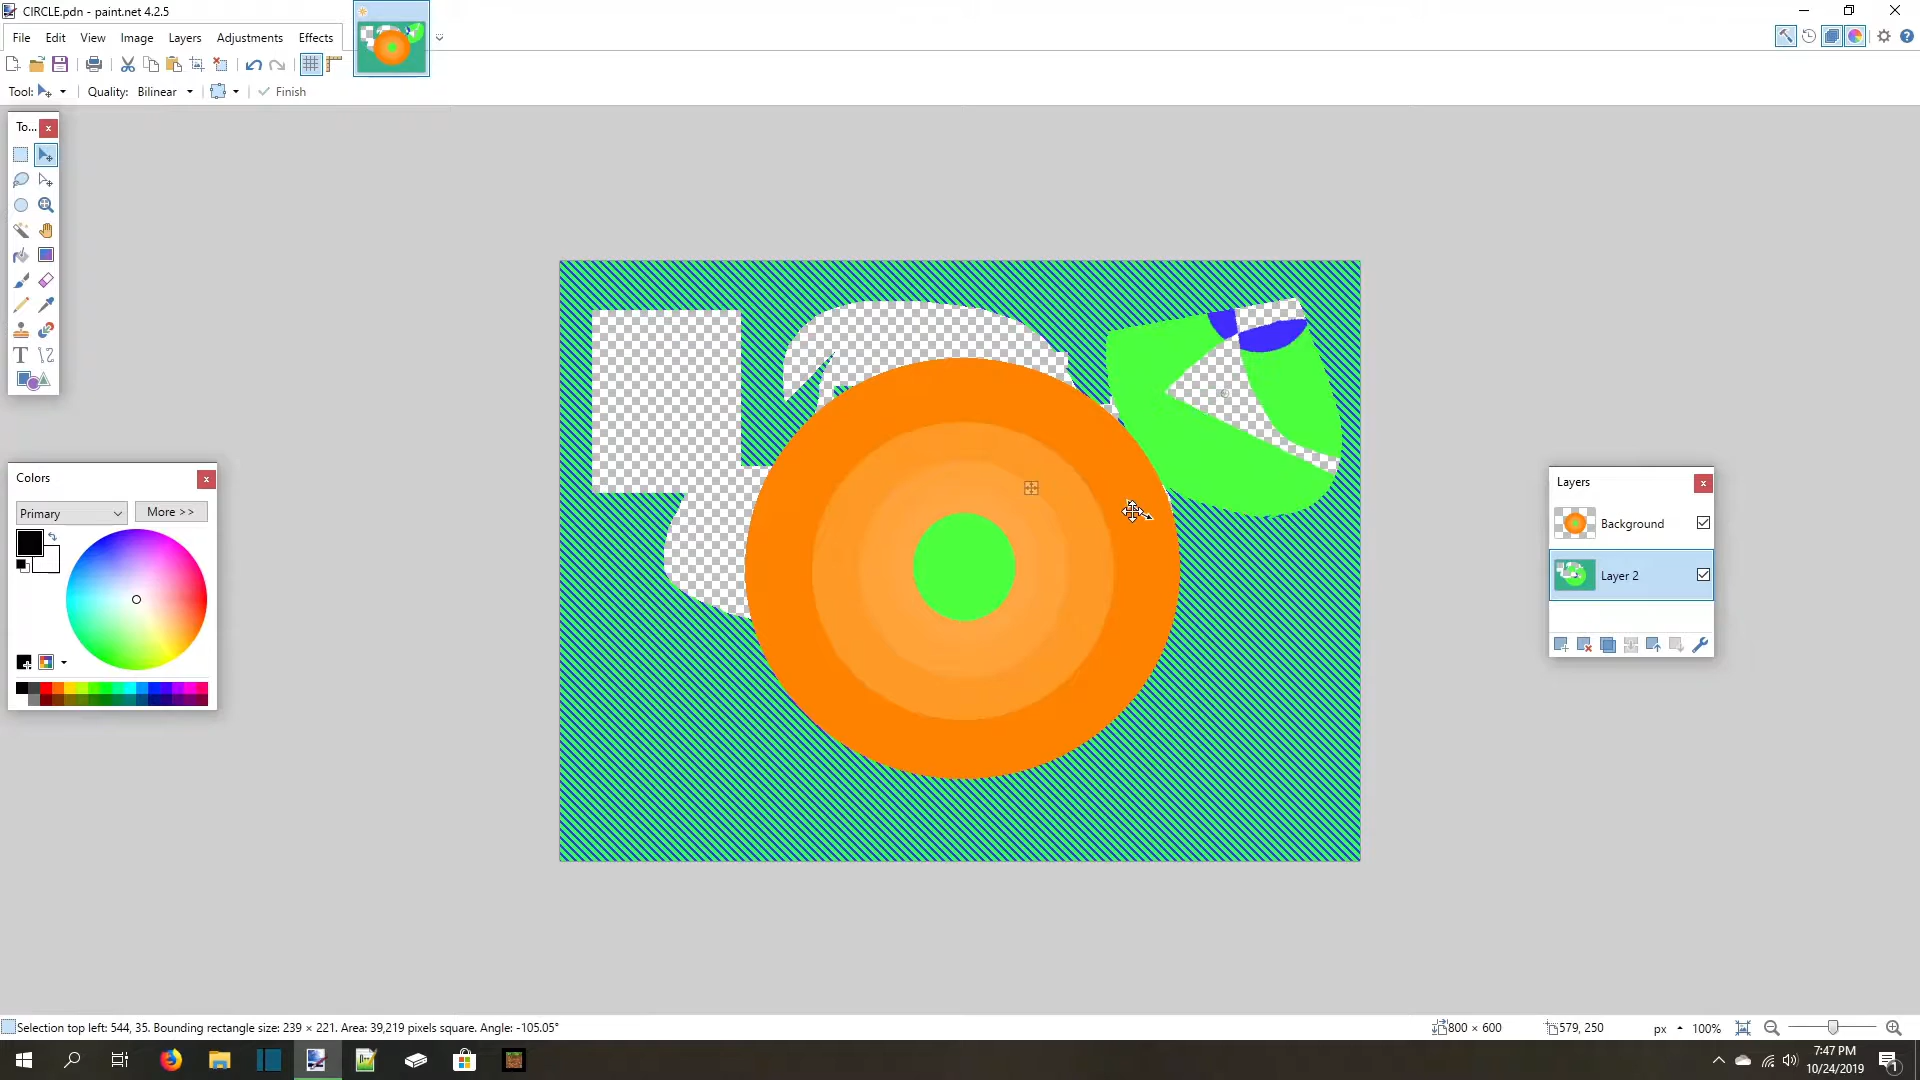 CIRCLE.pdn - paint.net 4.2.5
File Edit View Image Layers Adjustments Effects
Tool: Quality: Bilinear Finish
To...
Colors
Primary More >>
Layers
Background
Layer 2
Selection top left: 544, 35. Bounding rectangle size: 239 × 221. Area: 39,219 pixels square. Angle: -105.05° 800 × 600 579, 250 px 100%
7:47 PM
10/24/2019
1